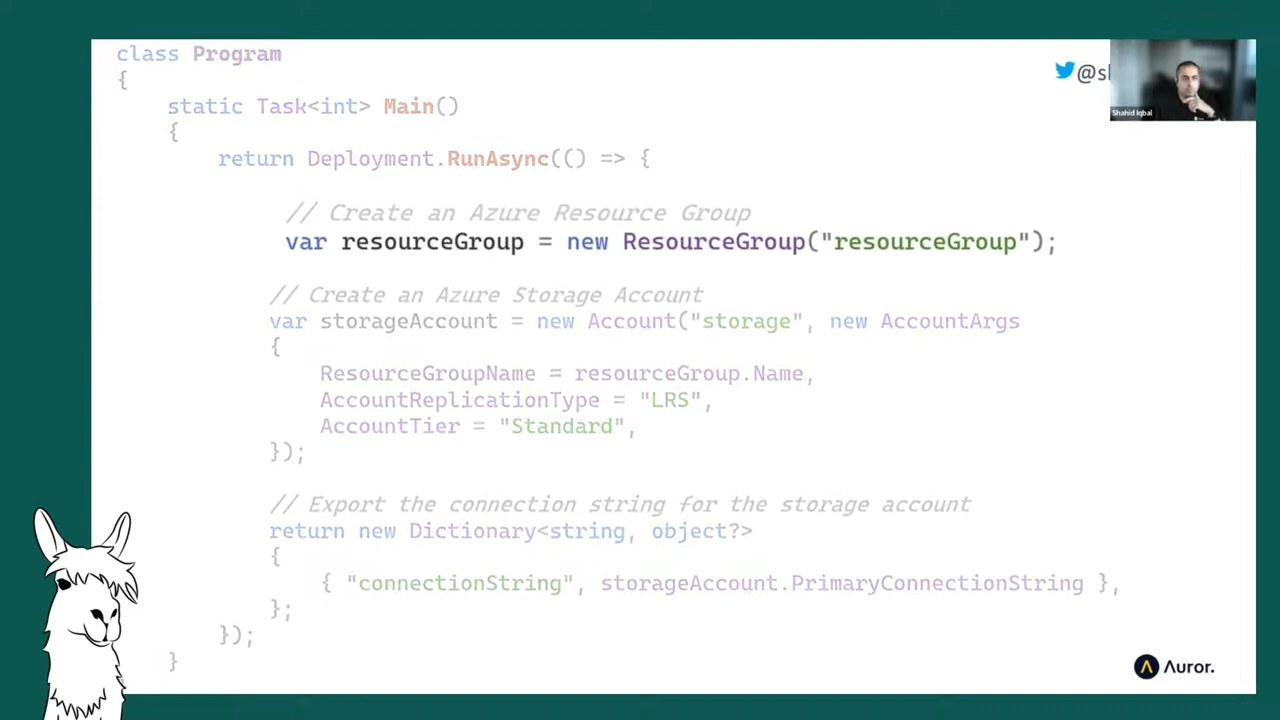 class Program
{
static Task<int> Main()
{
return Deployment.RunAsync(() => {
// Create an Azure Resource Group
var resourceGroup = new ResourceGroup("resourceGroup");
// Create an Azure Storage Account
var storageAccount = new Account("storage", new AccountArgs
{
ResourceGroupName = resourceGroup.Name,
AccountReplicationType = "LRS",
AccountTier = "Standard",
});
// Export the connection string for the storage account
return new Dictionary<string, object?>
{
{ "connectionString", storageAccount.PrimaryConnectionString },
};
});
}
Shahid Iqbal
Auror.